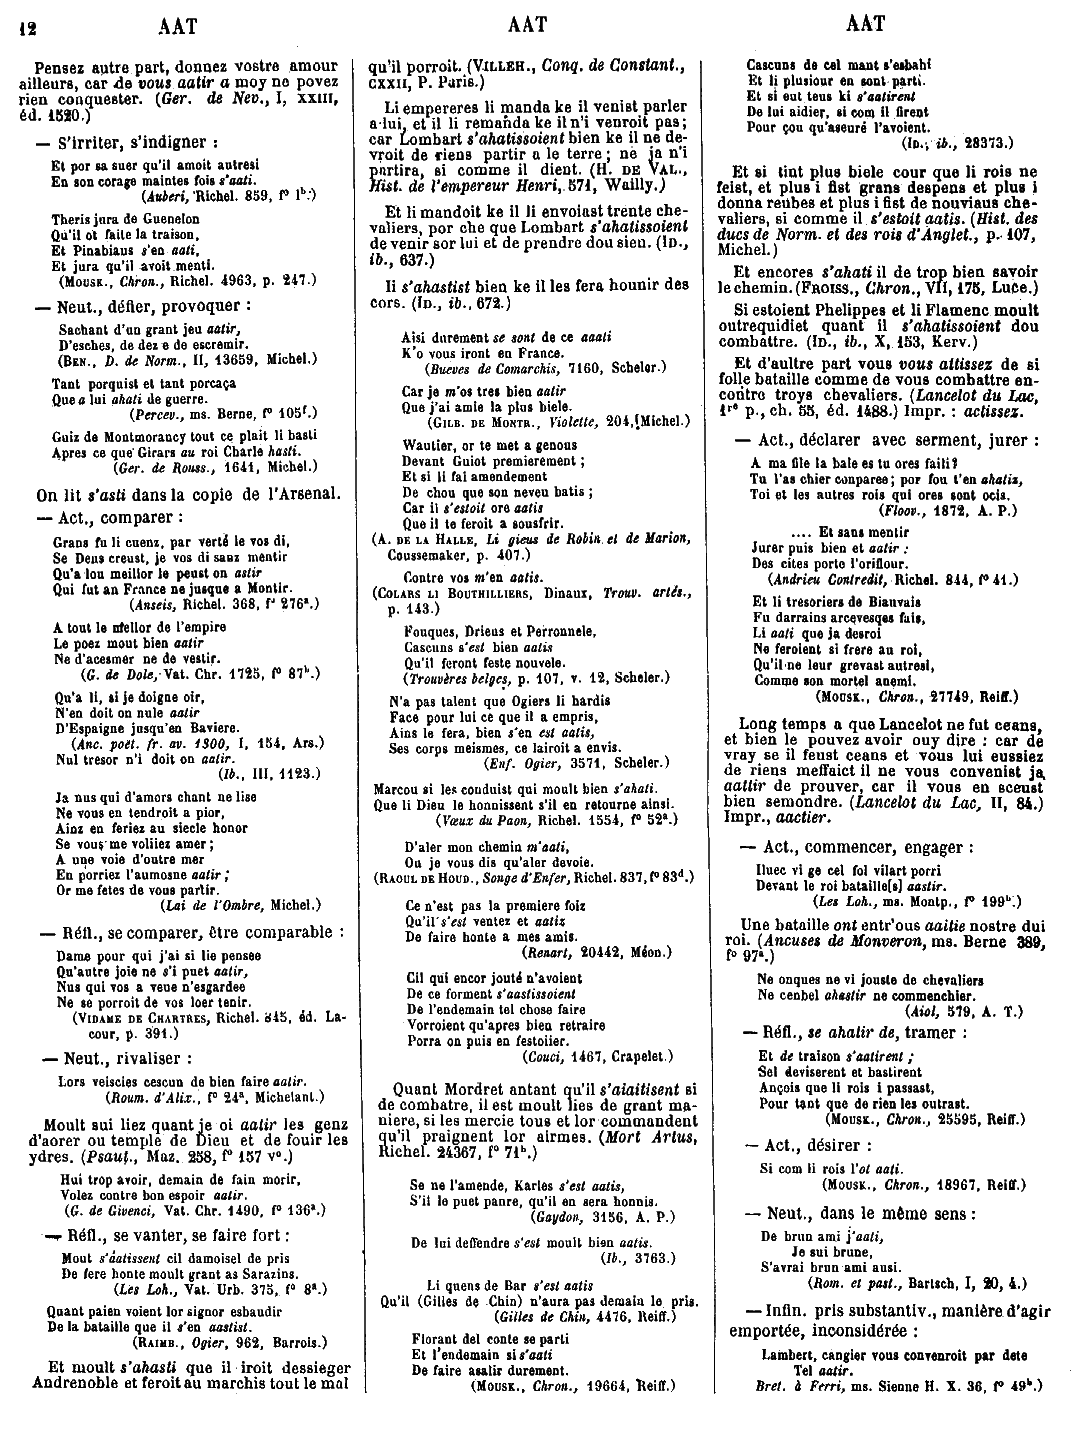 12 AAT AAT AAT
Pensez autre part, donnez vostre amour
ailleurs, car de vous aatir a moy ne povez
rien conquester. (Ger. de Nev., I, XXIII,
éd. 1520.)
— S'irriter, s'indigner :
Et por sa suer qu'il amoit autresi
En son corage maintes fois s'aati.
(Auberi, Richel. 859, f° 1b.)
Theris jura de Guenelon
Qu'il ot faite la traison,
Et Pinabiaus s'en aati,
Et jura qu'il avoit menti.
(MOUSK., Chron., Richel. 4963, p. 247.)
— Neut., défier, provoquer :
Sachant d'un grant jeu aatir,
D'esches, de dez e de escremir.
(BEN., D. de Norm., II, 13659, Michel.)
Tant porquist et tant porcaça
Que a lui ahati de guerre.
(Percev., ms. Berne, f° 105f.)
Guiz de Montmorancy tout ce plait li basti
Apres ce que Girars au roi Charle hasti.
(Ger. de Rouss., 1641, Michel.)
On lit s'asti dans la copie de l'Arsenal.
— Act., comparer :
Grans fu li cuenz, par verté le vos di,
Se Deus creust, je vos di sanz mentir
Qu'a lou meillor le peust on astir
Qui fut an France ne jusque a Montir.
(Anseis, Richel. 368, f° 276a.)
A tout le mellor de l'empire
Le poez mout bien aatir
Ne d'acesmer ne de vestir.
(G. de Dole, Vat. Chr. 1725, f° 87b.)
Qu'a li, si je doigne oir,
N'en doit on nule aatir
D'Espaigne jusqu'en Baviere.
(Anc. poet. fr. av. 1300, I, 154, Ars.)
Nul tresor n'i doit on aatir.
(Ib., III, 1123.)
Ja nus qui d'amors chant ne lise
Ne vous en tendroit a pior,
Ainz en feriez au siecle honor
Se vous me voliiez amer ;
A une voie d'outre mer
En porriez l'aumosne aatir ;
Or me fetes de vous partir.
(Lai de l'Ombre, Michel.)
— Réfl., se comparer, être comparable :
Dame pour qui j'ai si lie pensee
Qu'autre joie ne s'i puet aatir,
Nus qui vos a veue n'esgardee
Ne se porroit de vos loer tenir.
(VIDAME DE CHARTRES, Richel. 845, éd. La-
cour, p. 391.)
— Neut., rivaliser :
Lors veiscies cescun de bien faire aatir.
(Roum. d'Alix., f° 24a, Michelant.)
Moult sui liez quant je oi aatir les genz
d'aorer ou temple de Dieu et de fouir les
ydres. (Psaut., Maz. 258, f° 157 v°.)
Hui trop avoir, demain de fain morir,
Volez contre bon espoir aatir.
(G. de Givenci, Vat. Chr. 1490, f° 136a.)
— Réfl., se vanter, se faire fort :
Mout s'aatissent cil damoisel de pris
De fere honte moult grant as Sarazins.
(Les Loh., Vat. Urb. 375, f° 8a.)
Quant paien voient lor signor esbaudir
De la bataille que il s'en aastist.
(RAIMB., Ogier, 962, Barrois.)
Et moult s'ahasti que il iroit dessieger
Andrenoble et feroit au marchis tout le mal
qu'il porroit. (VILLEH., Conq. de Constant.,
CXXII, P. Paris.)
Li empereres li manda ke il venist parler
a lui, et il li remanda ke il n'i venroit pas ;
car Lombart s'ahatissoient bien ke il ne de-
vroit de riens partir a le terre ; ne ja n'i
partira, si comme il dient. (H. DE VAL.,
Hist. de l'empereur Henri, 571, Wailly.)
Et li mandoit ke il li envoiast trente che-
valiers, por che que Lombart s'ahatissoient
de venir sor lui et de prendre dou sien. (ID.,
ib., 637.)
Ii s'ahastist bien ke il les fera hounir des
cors. (ID., ib., 672.)
Aisi durement se sont de ce aaati
K'o vous iront en France.
(Bueves de Comarchis, 7160, Scheler.)
Car je m'os tres bien aatir
Que j'ai amie la plus biele.
(GILB. DE MONTR., Violette, 204, Michel.)
Wautier, or te met a genous
Devant Guiot premierement ;
Et si li fai amendement
De chou que son neveu batis ;
Car il s'estoit ore aatis
Que il te feroit a sousfrir.
(A. DE LA HALLE, Li gieus de Robin et de Marion,
Coussemaker, p. 407.)
Contre vos m'en aatis.
(COLARS LI BOUTHILLIERS, Dinaux, Trouv. artés.,
p. 143.)
Fouques, Drieus et Perronnele,
Cascuns s'est bien aatis
Qu'il feront feste nouvele.
(Trouvères belges, p. 107, v. 12, Scheler.)
N'a pas talent que Ogiers li hardis
Face pour lui ce que il a empris,
Ains le fera, bien s'en est aatis,
Ses corps meismes, ce lairoit a envis.
(Enf. Ogier, 3571, Scheler.)
Marcou si les conduist qui moult bien s'ahati.
Que li Dieu le honnissent s'il en retourne ainsi.
(Vœux du Paon, Richel. 1554, f° 52a.)
D'aler mon chemin m'aati,
Ou je vous dis qu'aler devoie.
(RAOUL DE HOUD., Songe d'Enfer, Richel. 837, f° 83d.)
Ce n'est pas la premiere foiz
Qu'il s'est ventez et aatiz
De faire honte a mes amis.
(Renart, 20442, Méon.)
Cil qui encor jouté n'avoient
De ce forment s'aastissoient
De l'endemain tel chose faire
Vorroient qu'apres bien retraire
Porra on puis en festoiier.
(Couci, 1467, Crapelet.)
Quant Mordret antant qu'il s'aiaitisent si
de combatre, il est moult lies de grant ma-
niere, si les mercie tous et lor commandent
qu'il praignent lor airmes. (Mort Artus,
Richel. 24367, f° 71b.)
Se ne l'amende, Karles s'est aatis,
S'il le puet panre, qu'il en sera honnis.
(Gaydon, 3156, A. P.)
De lui deffendre s'est moult bien aatis.
(Ib., 3763.)
Li quens de Bar s'est aatis
Qu'il (Gilles de Chin) n'aura pas demain le pris.
(Gilles de Chin, 4476, Reiff.)
Florant del conte se parti
Et l'endemain si s'aati
De faire asalir durement.
(MOUSK., Chron., 19664, Reiff.)
Cascuns de cel mant s'esbahi
Et li plusiour en sont parti.
Et si eut teus ki s'aatirent
De lui aidier, si com il firent
Pour çou qu'aseuré l'avoient.
(ID., ib., 28373.)
Et si tint plus biele cour que li rois ne
feist, et plus i fist grans despens et plus i
donna reubes et plus i fist de nouviaus che-
valiers, si comme il s'estoit aatis. (Hist. des
ducs de Norm. et des rois d'Anglet., p. 107,
Michel.)
Et encores s'ahati il de trop bien savoir
le chemin. (FROISS., Chron., VII, 175, Luce.)
Si estoient Phelippes et li Flamenc moult
outrequidiet quant il s'ahatissoient dou
combattre. (ID., ib., X, 153, Kerv.)
Et d'aultre part vous vous attissez de si
folle bataille comme de vous combattre en-
contre troys chevaliers. (Lancelot du Lac,
1re p., ch. 55, éd. 1488.) Impr. : actissez.
— Act., déclarer avec serment, jurer :
A ma file la bale es tu ores failli?
Tu l'as chier conparee ; por fou t'en ahatis,
Toi et les autres rois qui ores sont ocis.
(Floov., 1872, A. P.)
.... Et sans mentir
Jurer puis bien et aatir :
Des cites porte l'oriflour.
(Andrieu Contredit, Richel. 844, f° 41.)
Et li tresoriers de Biauvais
Fu darrains arcevesqes fais,
Li aati que ja desroi
Ne feroient si frere au roi,
Qu'il ne leur grevast autresi,
Comme son mortel anemi.
(MOUSK., Chron., 27749, Reiff.)
Long temps a que Lancelot ne fut ceans,
et bien le pouvez avoir ouy dire : car de
vray se il feust ceans et vous lui eussiez
de riens meffaict il ne vous convenist ja
aattir de prouver, car il vous en sceust
bien semondre. (Lancelot du Lac, II, 84.)
Impr., aactier.
— Act., commencer, engager :
Iluec vi ge cel fol vilart porri
Devant le roi bataille[s] aastir.
(Les Loh., ms. Montp., f° 199b.)
Une bataille ont entr'ous aaitie nostre dui
roi. (Ancuses de Monveron, ms. Berne 389,
f° 97a.)
Ne onques ne vi jouste de chevaliers
Ne cenbel ahastir ne commenchier.
(Aiol, 579, A. T.)
— Réfl., se ahatir de, tramer :
Et de traison s'aatirent ;
Sel deviserent et bastirent
Ançois que li rois i passast,
Pour tant que de rien les outrast.
(MOUSK., Chron., 25595, Reiff.)
— Act., désirer :
Si com li rois l'ot aati.
(MOUSK., Chron., 18967, Reiff.)
— Neut., dans le même sens :
De brun ami j'aati,
Je sui brune,
S'avrai brun ami ausi.
(Rom. et past., Bartsch, I, 20, 4.)
— Infin. pris substantiv., manière d'agir
emportée, inconsidérée :
Lambert, cangier vous convenroit par dete
Tel aatir.
Bret. à Ferri, ms. Sienne H. X. 36, f° 49b.)